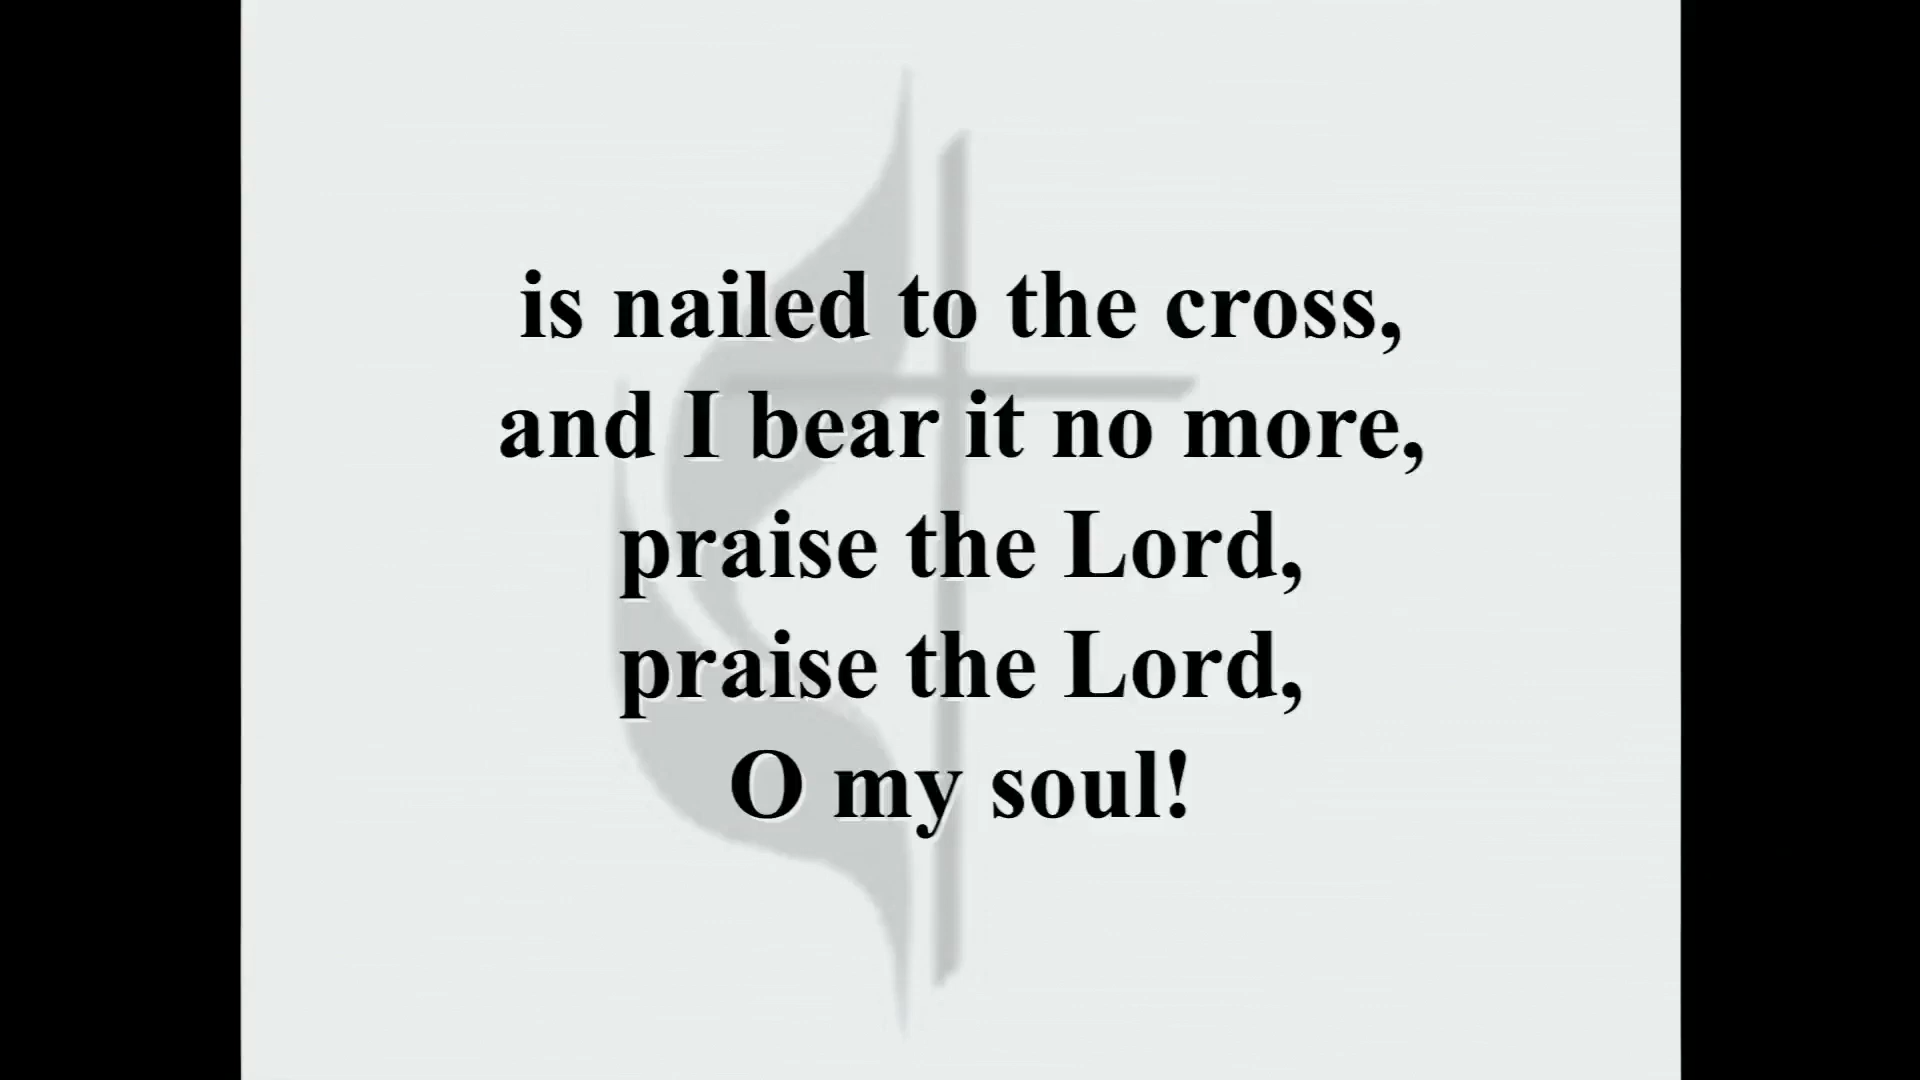 is nailed to the cross,
and I bear it no more,
praise the Lord,
praise the Lord,
O my soul!